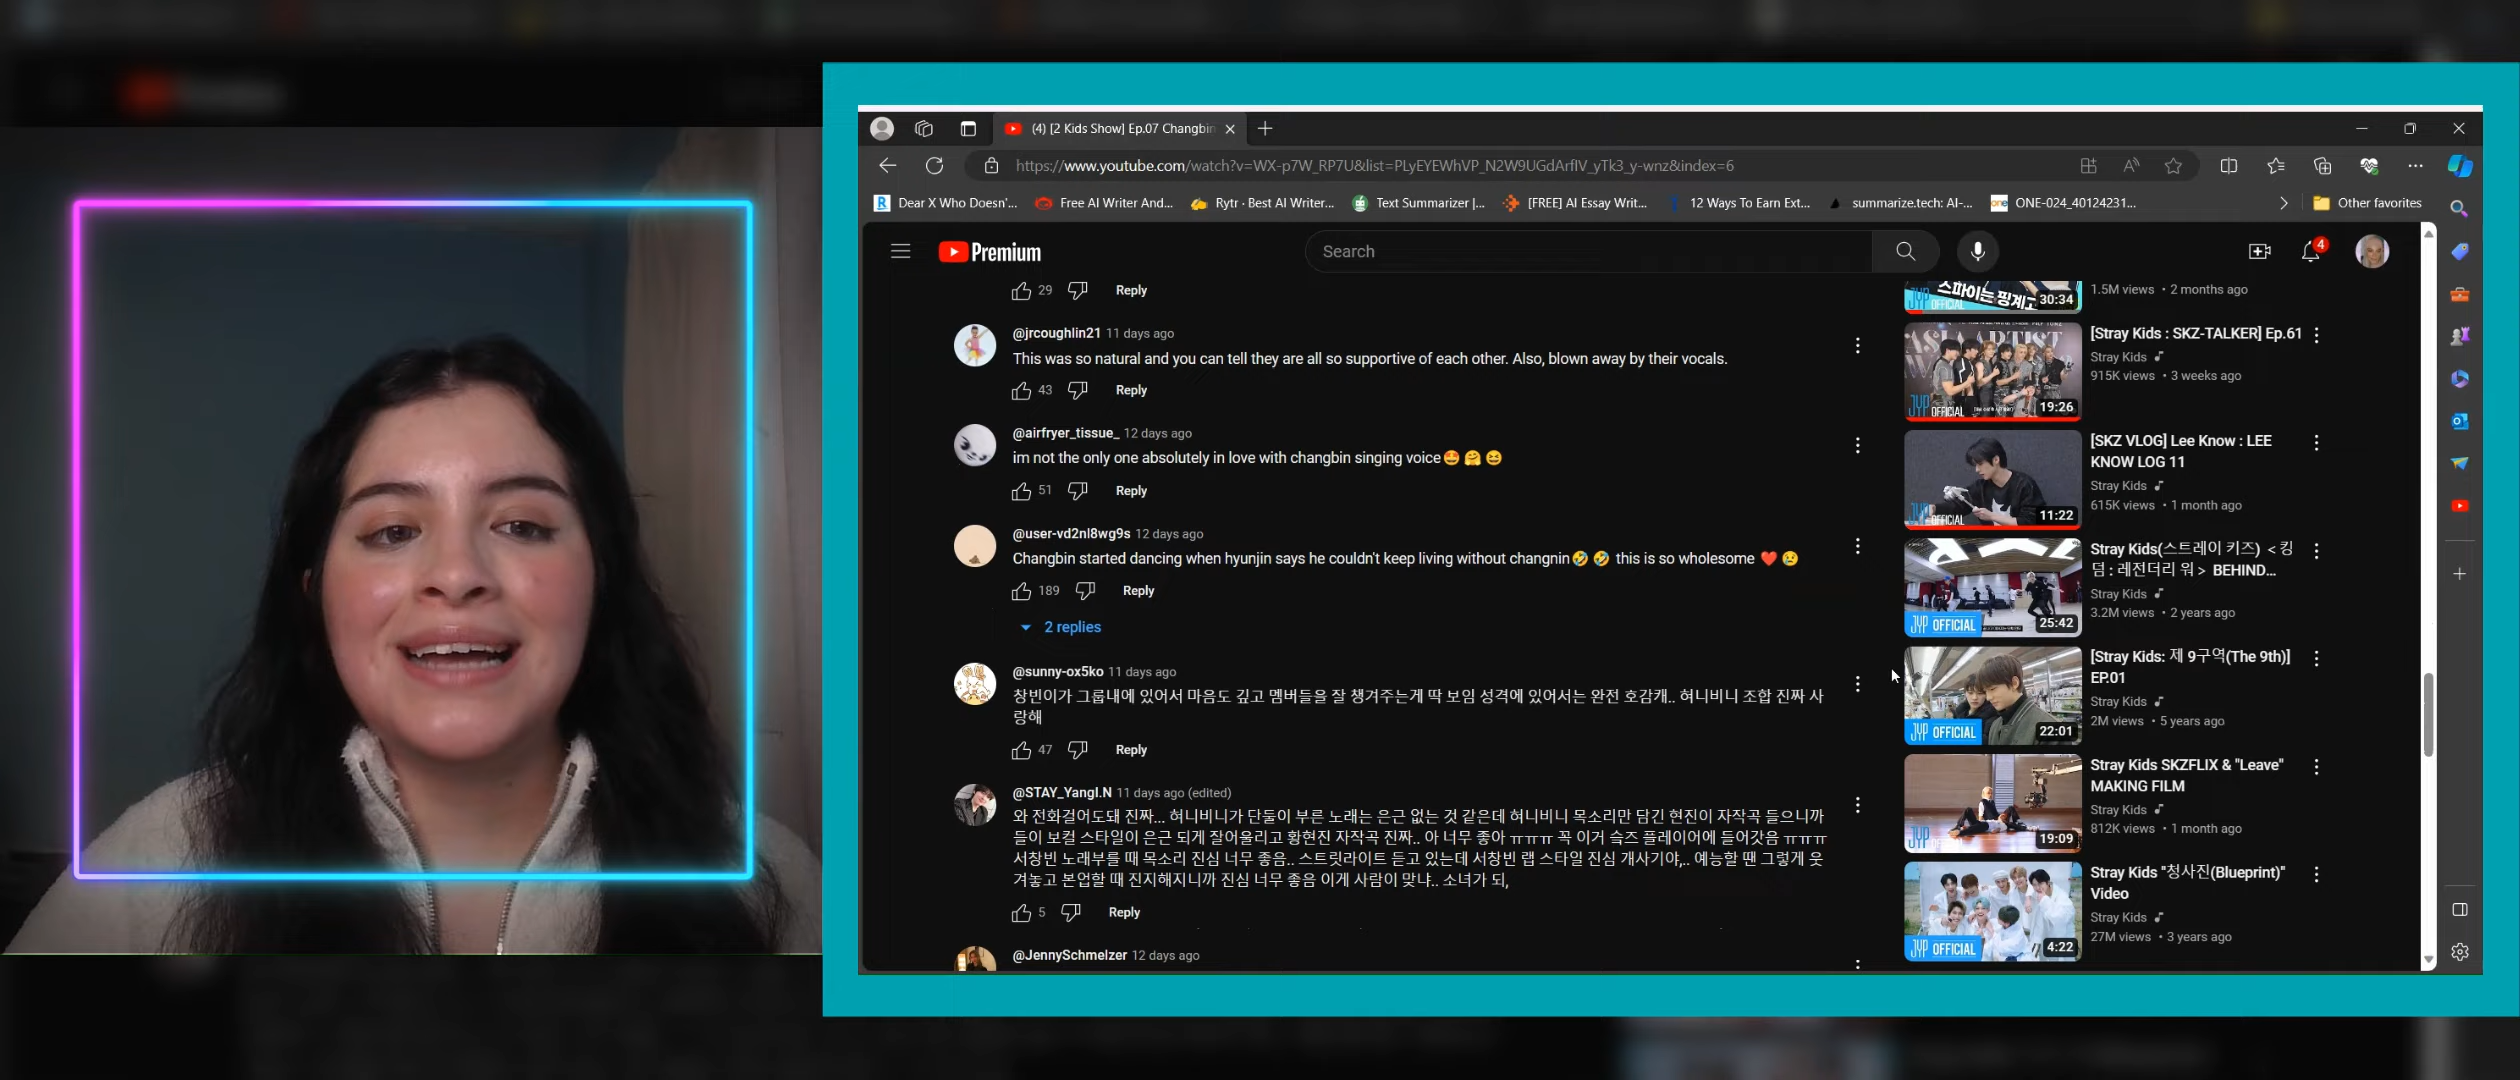 (4) [2 Kids Show] Ep.07 Changbin
https://www.youtube.com/watch?v=WX-p7W_RP7U&list=PLyEYEWhVP_N2W9UGdArfIV_yTk3_y-wnz&index=6
Dear X Who Doesn'... Free AI Writer And... Rytr · Best AI Writer... Text Summarizer |... [FREE] AI Essay Writ... 12 Ways To Earn Ext... summarize.tech: AI-... ONE-024_40124231... Other favorites
Premium
Search
4
29 Reply
@jrcoughlin21 11 days ago
This was so natural and you can tell they are all so supportive of each other. Also, blown away by their vocals.
43 Reply
@airfryer_tissue_ 12 days ago
im not the only one absolutely in love with changbin singing voice🤩 🤗 😆
51 Reply
@user-vd2nl8wg9s 12 days ago
Changbin started dancing when hyunjin says he couldn't keep living without changnin🤣 🤣 this is so wholesome ❤️ 😢
189 Reply
2 replies
@sunny-ox5ko 11 days ago
창빈이가 그룹내에 있어서 마음도 깊고 멤버들을 잘 챙겨주는게 딱 보임 성격에 있어서는 완전 호감캐.. 혀니비니 조합 진짜 사
랑해
47 Reply
@STAY_YangI.N 11 days ago (edited)
와 전화걸어도돼 진짜... 혀니비니가 단둘이 부른 노래는 은근 없는 것 같은데 혀니비니 목소리만 담긴 현진이 자작곡 들으니까
들이 보컬 스타일이 은근 되게 잘어울리고 황현진 자작곡 진짜.. 아 너무 좋아 ㅠㅠㅠ 꼭 이거 슼즈 플레이어에 들어갓음 ㅠㅠㅠ
서창빈 노래부를 때 목소리 진심 너무 좋음.. 스트릿라이트 듣고 있는데 서창빈 랩 스타일 진심 개사기야,.. 예능할 땐 그렇게 웃
겨놓고 본업할 때 진지해지니까 진심 너무 좋음 이게 사람이 맞냐.. 소녀가 되,
5 Reply
@JennySchmelzer 12 days ago
스파이는 핑계고
30:34
1.5M views • 2 months ago
JYP OFFICIAL
19:26
[Stray Kids : SKZ-TALKER] Ep.61
Stray Kids
915K views • 3 weeks ago
JYP OFFICIAL
11:22
[SKZ VLOG] Lee Know : LEE
KNOW LOG 11
Stray Kids
615K views • 1 month ago
JYP OFFICIAL
25:42
Stray Kids(스트레이 키즈) <킹
덤 : 레전더리 워> BEHIND...
Stray Kids
3.2M views • 2 years ago
JYP OFFICIAL
22:01
[Stray Kids: 제 9구역(The 9th)]
EP.01
Stray Kids
2M views • 5 years ago
19:09
Stray Kids SKZFLIX & "Leave"
MAKING FILM
Stray Kids
812K views • 1 month ago
JYP OFFICIAL
4:22
Stray Kids "청사진(Blueprint)"
Video
Stray Kids
27M views • 3 years ago